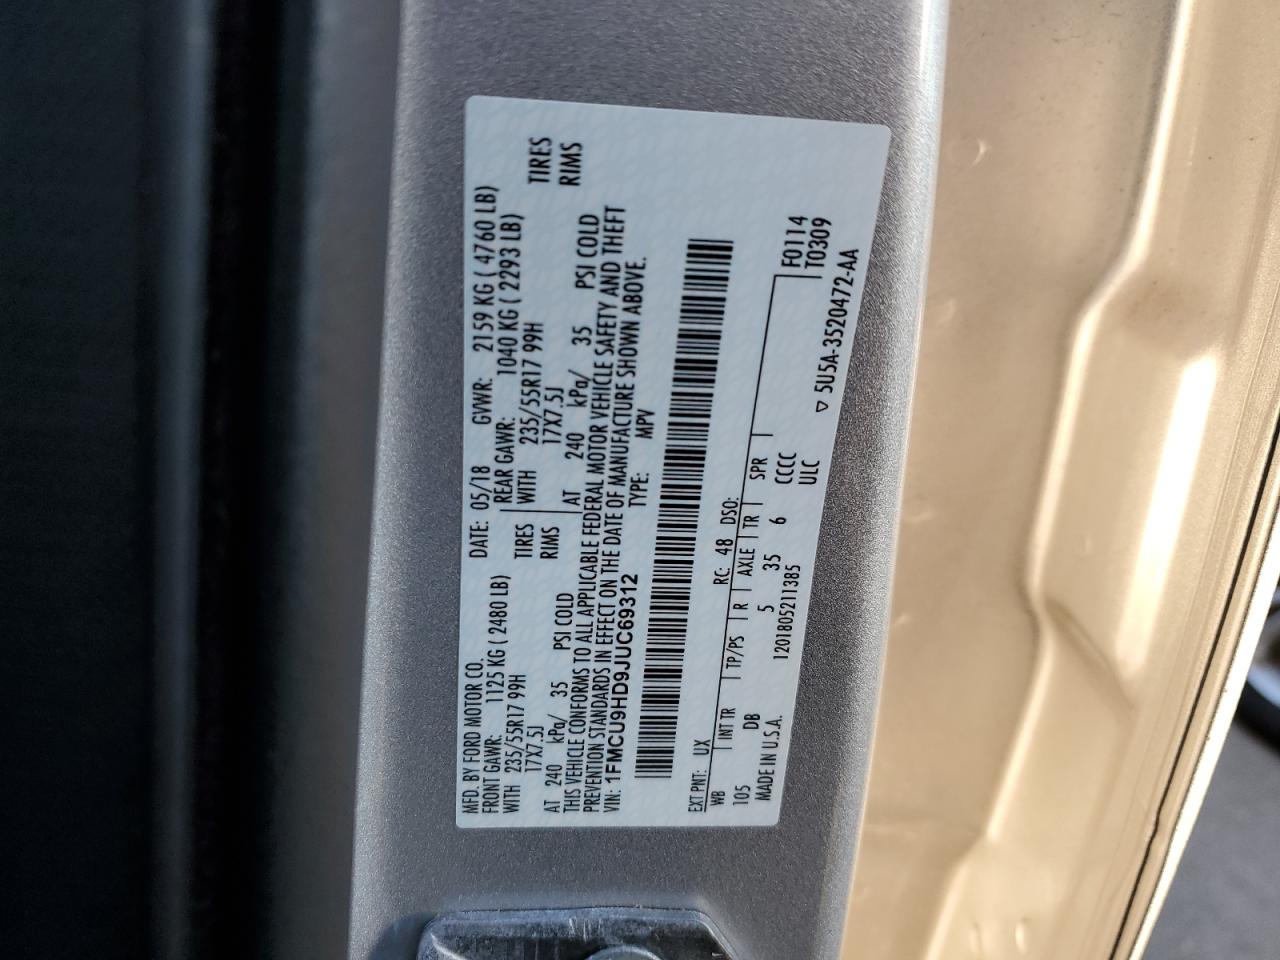 MFD. BY FORD MOTOR CO. DATE: 05/18 GVWR: 2159 KG ( 4760 LB)
FRONT GAWR: 1125 KG ( 2480 LB) REAR GAWR: 1040 KG ( 2293 LB)
WITH 235/55R17 99H TIRES WITH 235/55R17 99H TIRES
17X7.5J RIMS 17X7.5J RIMS
AT 240 kPa/ 35 PSI COLD AT 240 kPa/ 35 PSI COLD
THIS VEHICLE CONFORMS TO ALL APPLICABLE FEDERAL MOTOR VEHICLE SAFETY AND THEFT
PREVENTION STANDARDS IN EFFECT ON THE DATE OF MANUFACTURE SHOWN ABOVE.
VIN: 1FMCU9HD9JUC69312 TYPE: MPV
EXT PNT: UX RC: 48 DSO:
WB INT TR TP/PS R AXLE TR SPR F0114
105 DB 5 35 6 CCCC T0309
MADE IN U.S.A. 1201805211385 ULC ▽ 5U5A-3520472-AA